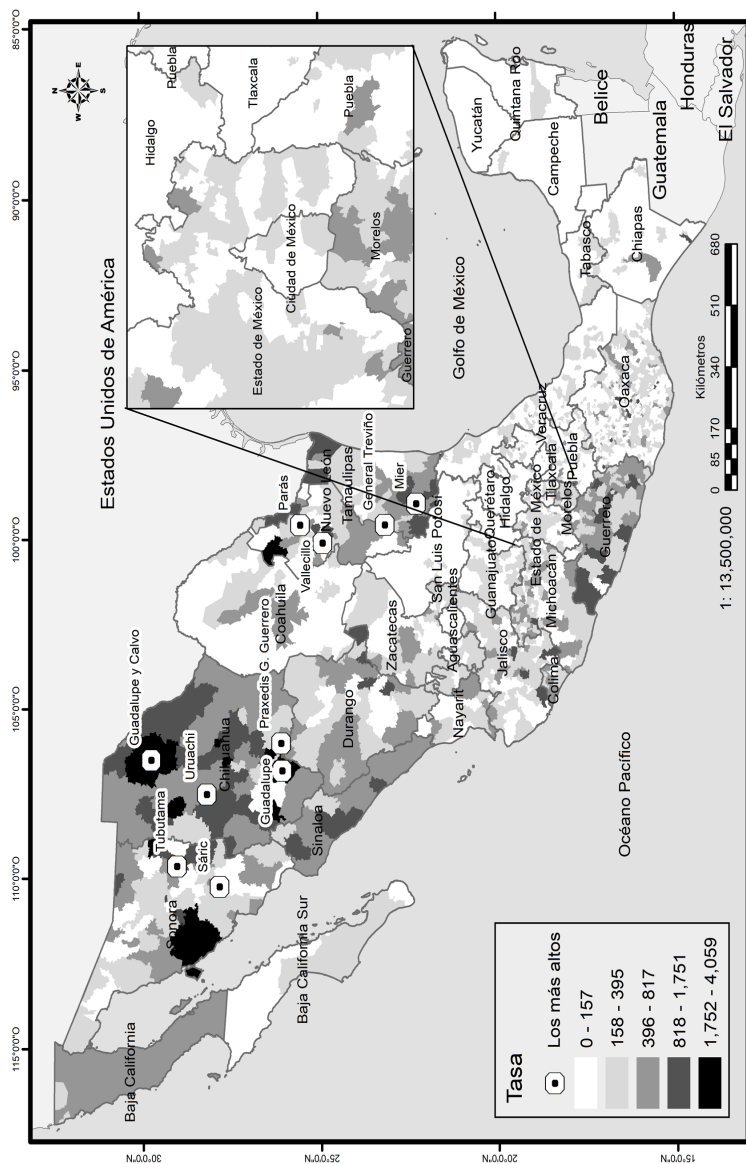 115°0'0"O
110°0'0"O
105°0'0"O
100°0'0"O
95°0'0"O
90°0'0"O
85°0'0"O
30°0'0"N
25°0'0"N
20°0'0"N
15°0'0"N
N
W
E
S
Estados Unidos de América
Hidalgo
Puebla
Tlaxcala
Puebla
Estado de México
Ciudad de México
Morelos
Guerrero
Golfo de México
Océano Pacífico
Baja California
Baja California Sur
Sonora
Tubutama
Sáric
Uruachi
Guadalupe y Calvo
Chihuahua
Guadalupe
Praxedis G. Guerrero
Sinaloa
Durango
Coahuila
Vallecillo
Parás
Nuevo León
Tamaulipas
General Treviño
Mier
Zacatecas
San Luis Potosí
Nayarit
Aguascalientes
Jalisco
Guanajuato
Querétaro
Hidalgo
Colima
Michoacán
Estado de México
Tlaxcala
Morelos
Puebla
Veracruz
Guerrero
Oaxaca
Tabasco
Chiapas
Campeche
Yucatán
Quintana Roo
Belice
Guatemala
Honduras
El Salvador
Tasa
Los más altos
0 - 157
158 - 395
396 - 817
818 - 1,751
1,752 - 4,059
1: 13,500,000
Kilómetros
0 85 170 340 510 680